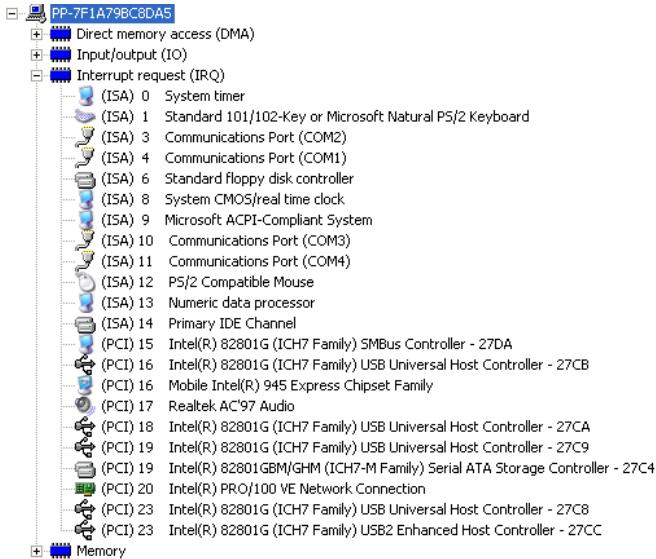 PP-7F1A79BC8DA5
Direct memory access (DMA)
Input/output (IO)
Interrupt request (IRQ)
(ISA) 0 System timer
(ISA) 1 Standard 101/102-Key or Microsoft Natural PS/2 Keyboard
(ISA) 3 Communications Port (COM2)
(ISA) 4 Communications Port (COM1)
(ISA) 6 Standard floppy disk controller
(ISA) 8 System CMOS/real time clock
(ISA) 9 Microsoft ACPI-Compliant System
(ISA) 10 Communications Port (COM3)
(ISA) 11 Communications Port (COM4)
(ISA) 12 PS/2 Compatible Mouse
(ISA) 13 Numeric data processor
(ISA) 14 Primary IDE Channel
(PCI) 15 Intel(R) 82801G (ICH7 Family) SMBus Controller - 27DA
(PCI) 16 Intel(R) 82801G (ICH7 Family) USB Universal Host Controller - 27CB
(PCI) 16 Mobile Intel(R) 945 Express Chipset Family
(PCI) 17 Realtek AC'97 Audio
(PCI) 18 Intel(R) 82801G (ICH7 Family) USB Universal Host Controller - 27CA
(PCI) 19 Intel(R) 82801G (ICH7 Family) USB Universal Host Controller - 27C9
(PCI) 19 Intel(R) 82801GBM/GHM (ICH7-M Family) Serial ATA Storage Controller - 27C4
(PCI) 20 Intel(R) PRO/100 VE Network Connection
(PCI) 23 Intel(R) 82801G (ICH7 Family) USB Universal Host Controller - 27C8
(PCI) 23 Intel(R) 82801G (ICH7 Family) USB2 Enhanced Host Controller - 27CC
Memory